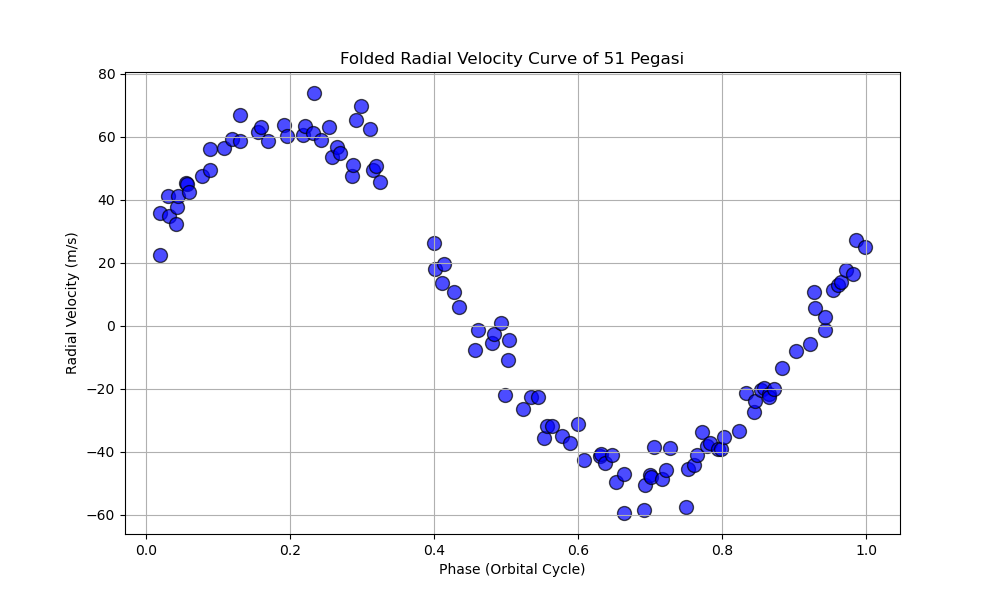 Folded Radial Velocity Curve of 51 Pegasi
80
60
40
20
0
−20
−40
−60
Radial Velocity (m/s)
0.0 0.2 0.4 0.6 0.8 1.0
Phase (Orbital Cycle)